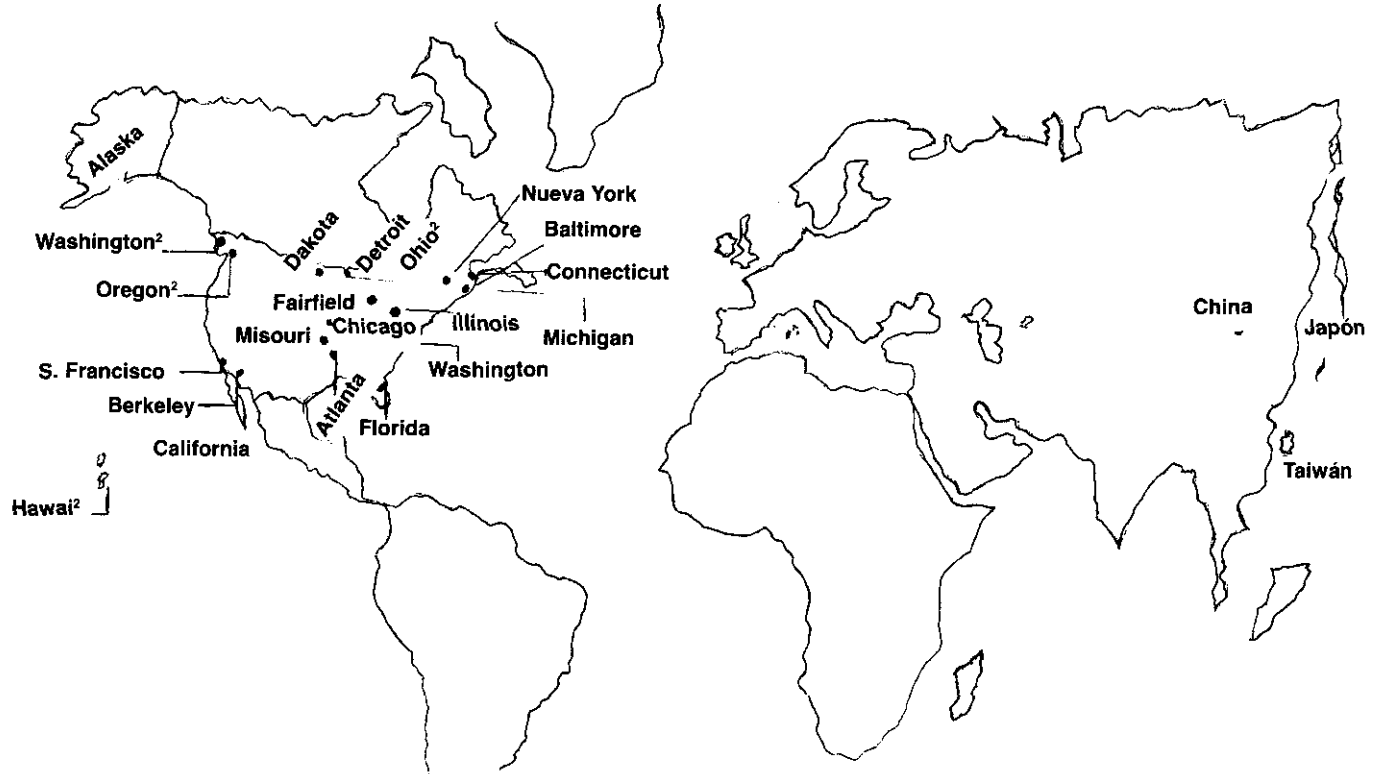 Alaska
Nueva York
Baltimore
Washington²
Dakota
Detroit
Ohio²
Connecticut
Oregon²
Fairfield
Illinois
Michigan
Misouri
Chicago
Washington
S. Francisco
Berkeley
Atlanta
Florida
California
Hawai²
China
Japón
Taiwán